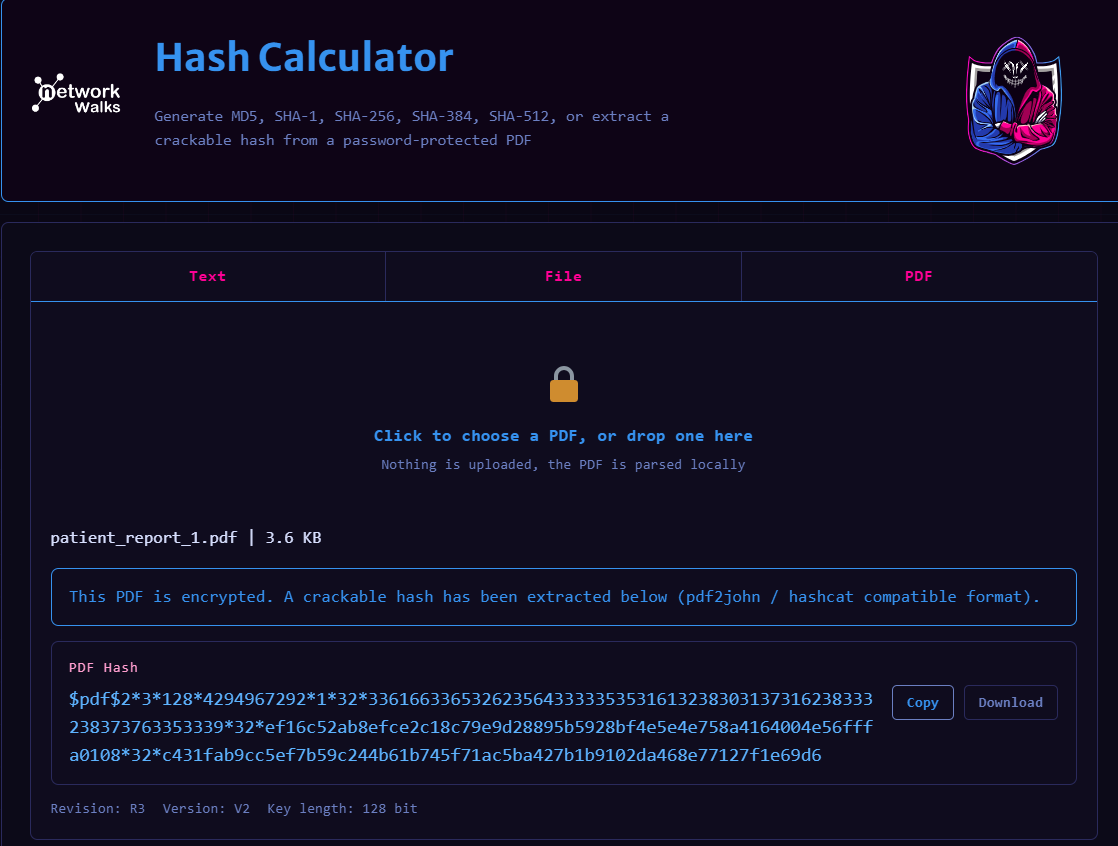 network
Walks
Hash Calculator
Generate MD5, SHA-1, SHA-256, SHA-384, SHA-512, or extract a
crackable hash from a password-protected PDF
Text
File
PDF
Click to choose a PDF, or drop one here
Nothing is uploaded, the PDF is parsed locally
patient_report_1.pdf | 3.6 KB
This PDF is encrypted. A crackable hash has been extracted below (pdf2john / hashcat compatible format).
PDF Hash
$pdf$2*3*128*4294967292*1*32*3361663365326235643333353531613238303137316238333
238373763353339*32*ef16c52ab8efce2c18c79e9d28895b5928bf4e5e4e758a4164004e56fff
a0108*32*c431fab9cc5ef7b59c244b61b745f71ac5ba427b1b9102da468e77127f1e69d6
Copy
Download
Revision: R3 Version: V2 Key length: 128 bit